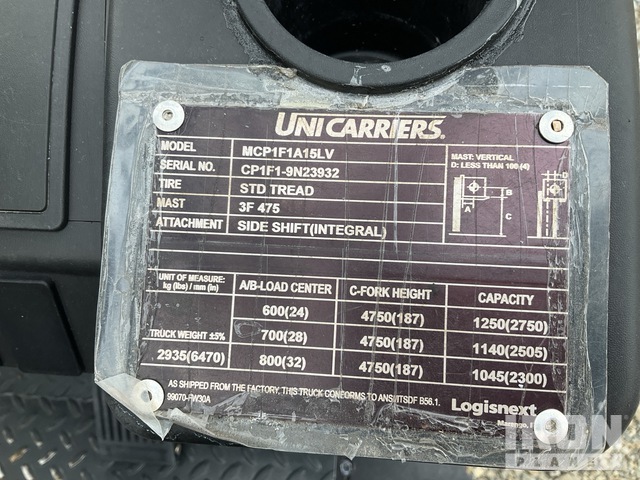 UNICARRIERS®
MODEL MCP1F1A15LV
SERIAL NO. CP1F1-9N23932
TIRE STD TREAD
MAST 3F 475
ATTACHMENT SIDE SHIFT(INTEGRAL)
MAST: VERTICAL
D: LESS THAN 100 (4)
A B C
UNIT OF MEASURE: kg (lbs) / mm (in) A/B-LOAD CENTER C-FORK HEIGHT CAPACITY
600(24) 4750(187) 1250(2750)
TRUCK WEIGHT ±5% 700(28) 4750(187) 1140(2505)
2935(6470) 800(32) 4750(187) 1045(2300)
AS SHIPPED FROM THE FACTORY, THIS TRUCK CONFORMS TO ANSI/ITSDF B56.1.
99070-FW30A
Logisnext
Marengo,
IRON
PLANET